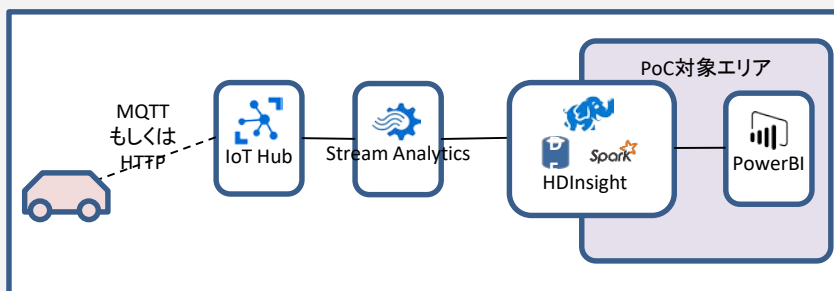 PoC対象エリア
MQTT
もしくは
HTTP
IoT Hub
Stream Analytics
Spark
HDInsight
PowerBI